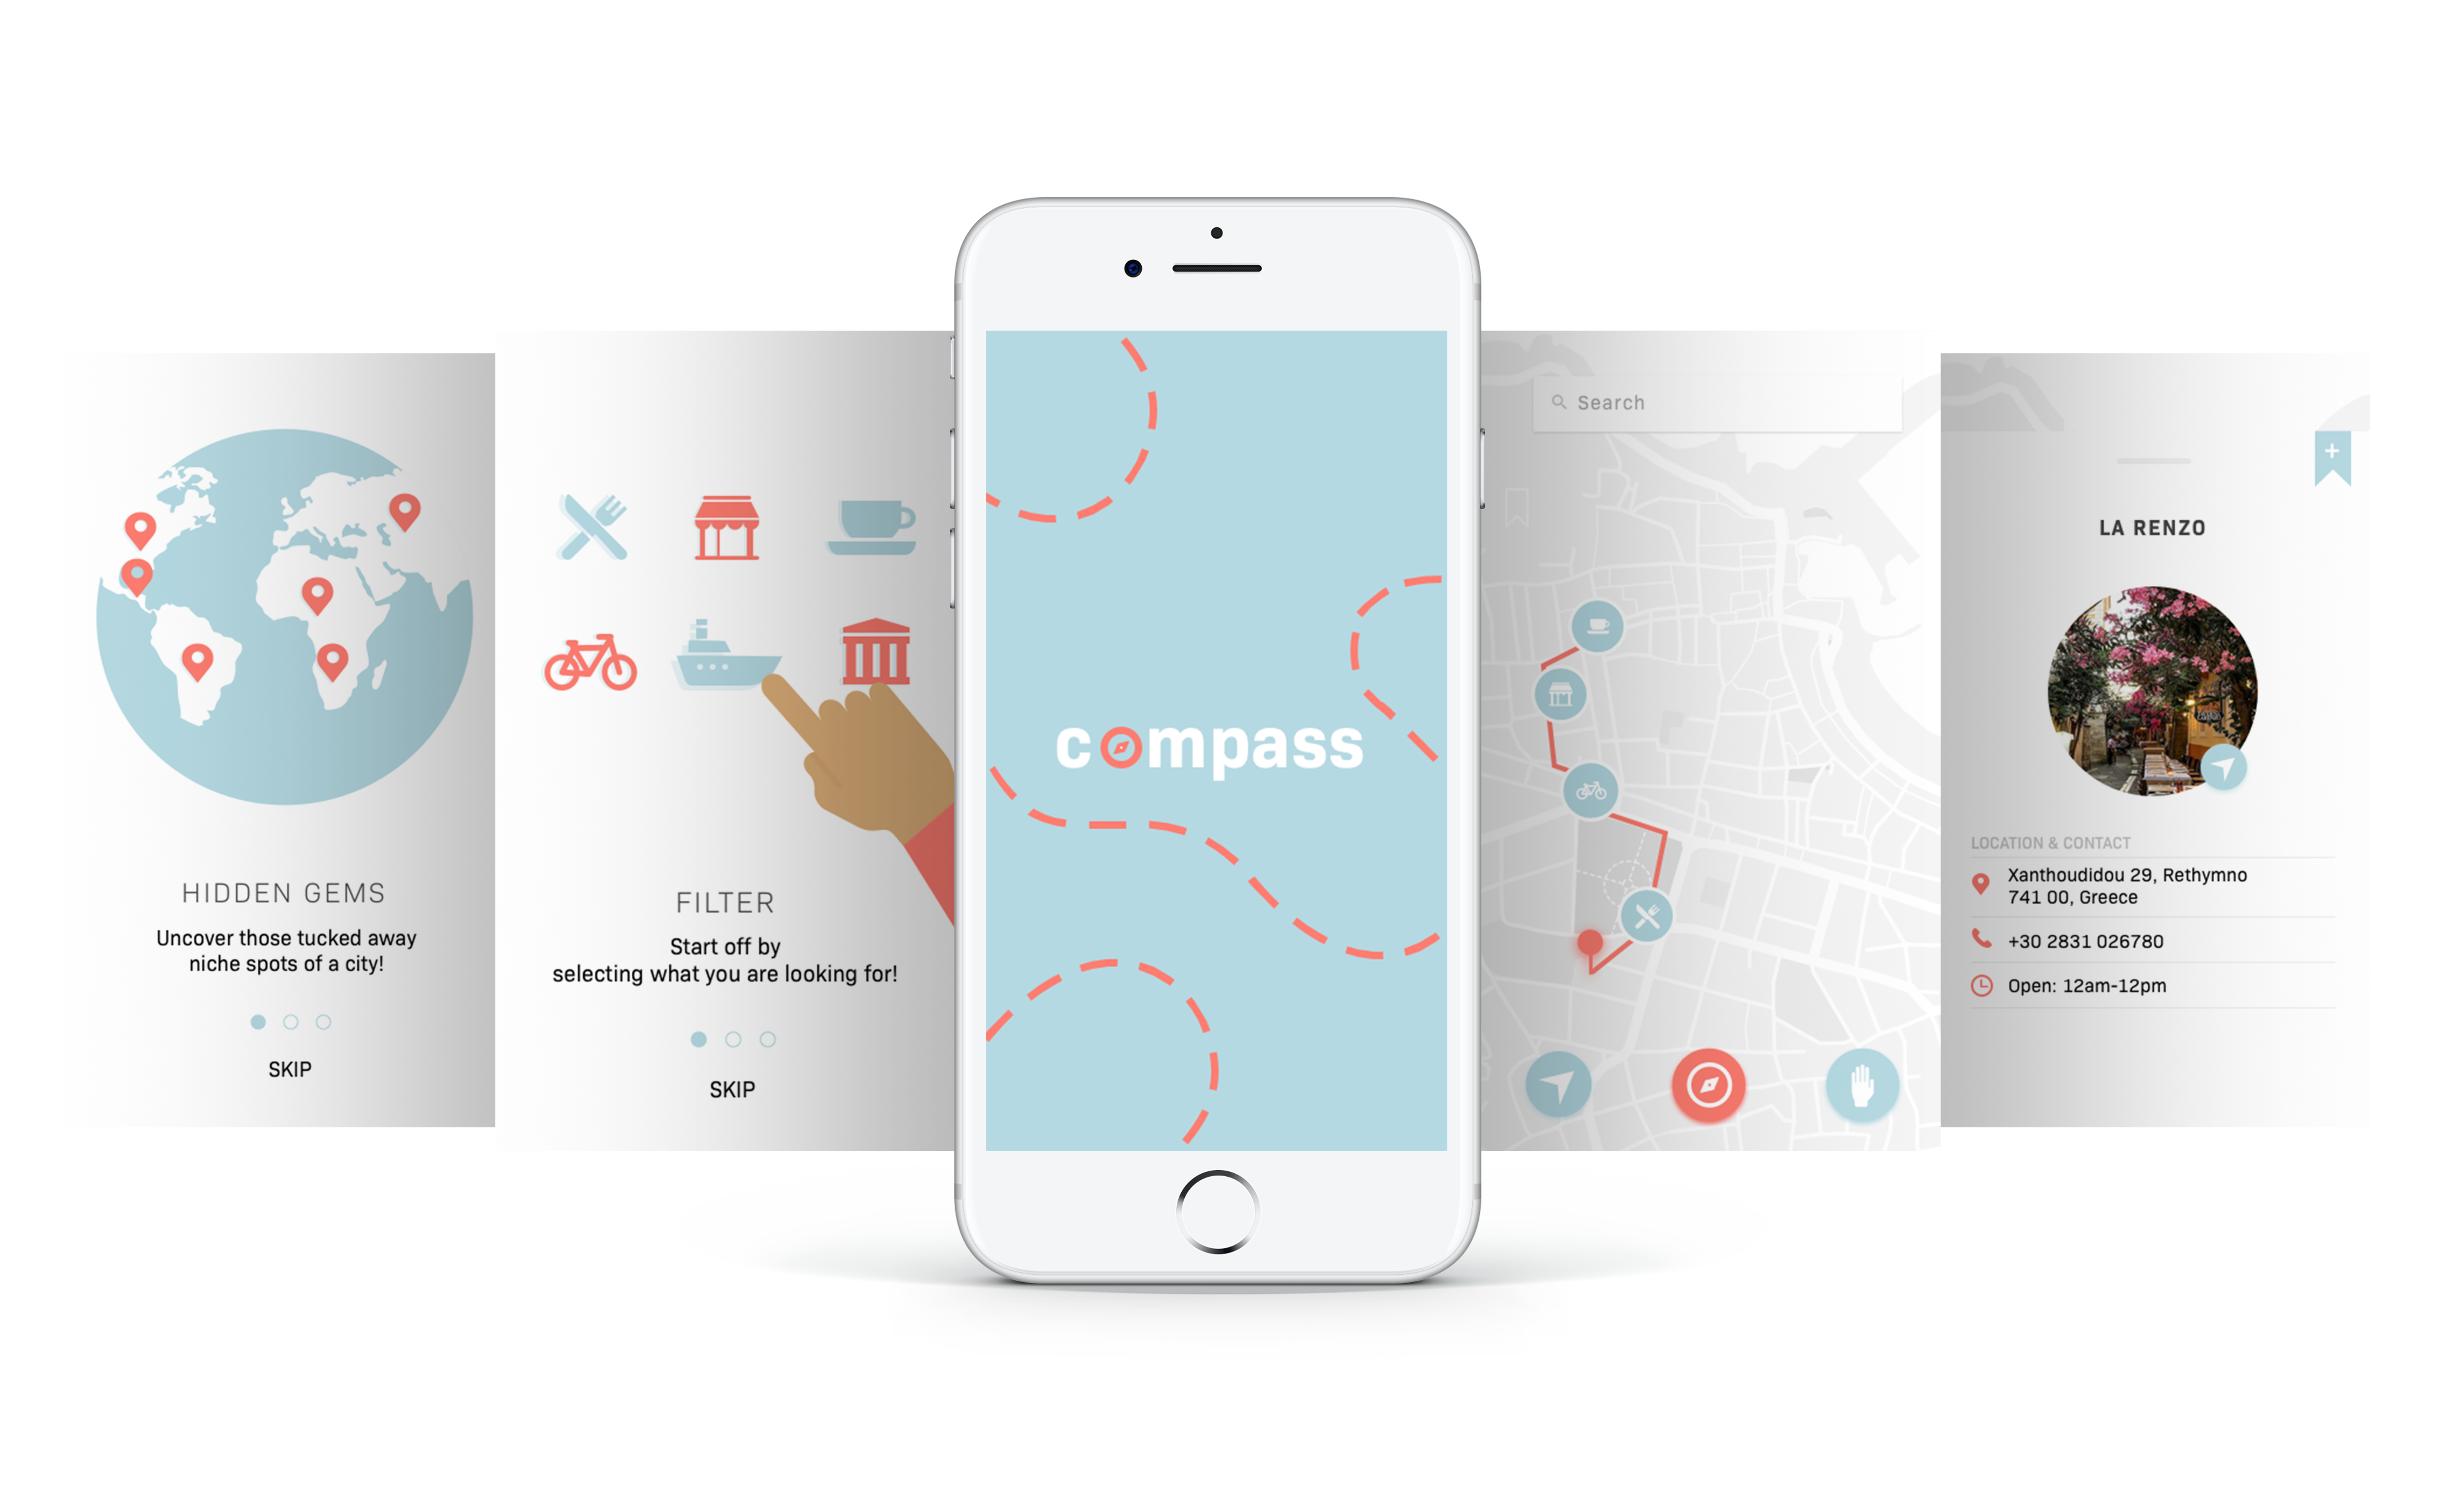 HIDDEN GEMS
Uncover those tucked away
niche spots of a city!
SKIP
FILTER
Start off by
selecting what you are looking for!
SKIP
compass
Search
LA RENZO
LOCATION & CONTACT
Xanthoudidou 29, Rethymno
741 00, Greece
+30 2831 026780
Open: 12am-12pm